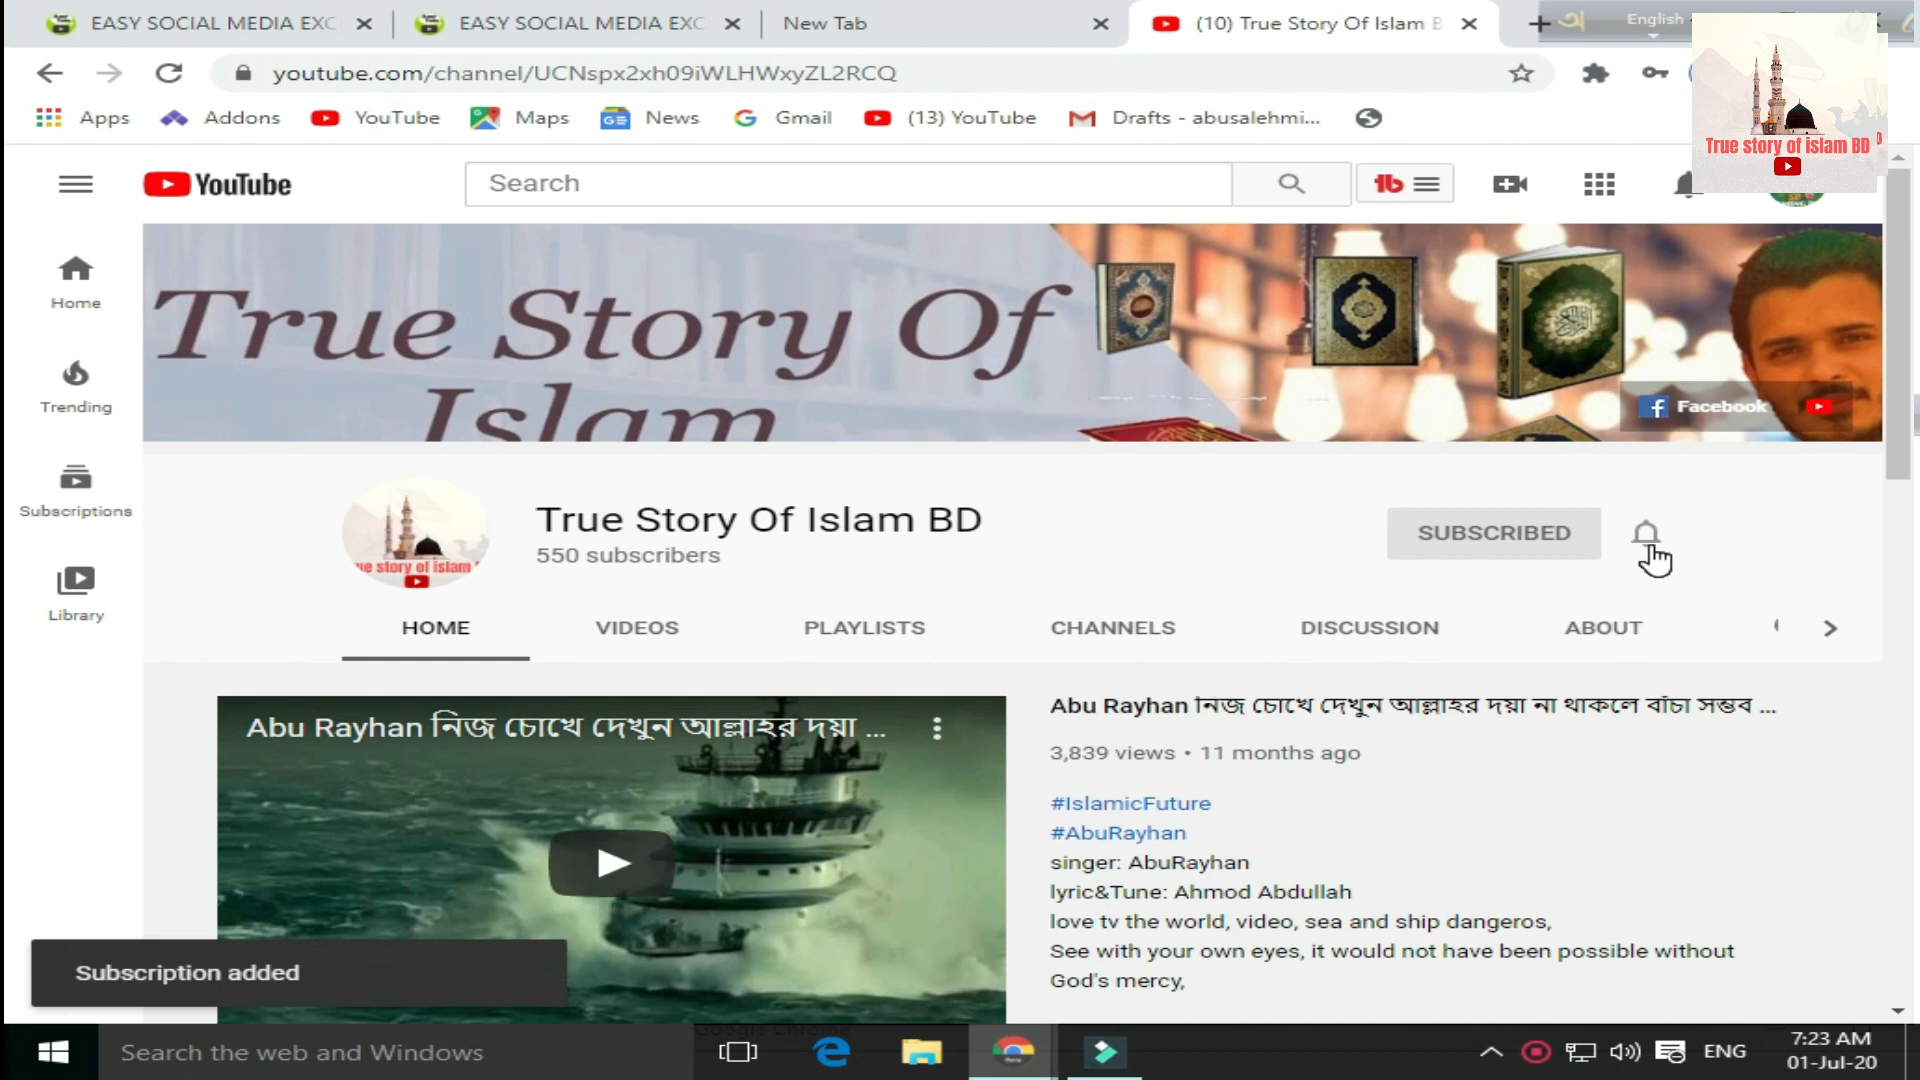 EASY SOCIAL MEDIA EXC
EASY SOCIAL MEDIA EXC
New Tab
(10) True Story Of Islam B
English
youtube.com/channel/UCNspx2xh09iWLHWxyZL2RCQ
Apps
Addons
YouTube
Maps
News
Gmail
(13) YouTube
Drafts - abusalehmi...
True story of islam BD
YouTube
Search
Home
Trending
Subscriptions
Library
True Story Of
Islam
Facebook
story of islam
True Story Of Islam BD
550 subscribers
SUBSCRIBED
HOME
VIDEOS
PLAYLISTS
CHANNELS
DISCUSSION
ABOUT
Abu Rayhan নিজ চোখে দেখুন আল্লাহর দয়া ...
Abu Rayhan নিজ চোখে দেখুন আল্লাহর দয়া না থাকলে বাঁচা সম্ভব ...
3,839 views • 11 months ago
#IslamicFuture
#AbuRayhan
singer: AbuRayhan
lyric&Tune: Ahmod Abdullah
love tv the world, video, sea and ship dangeros,
See with your own eyes, it would not have been possible without
God's mercy,
Subscription added
Google Chrome
Search the web and Windows
ENG
7:23 AM
01-Jul-20